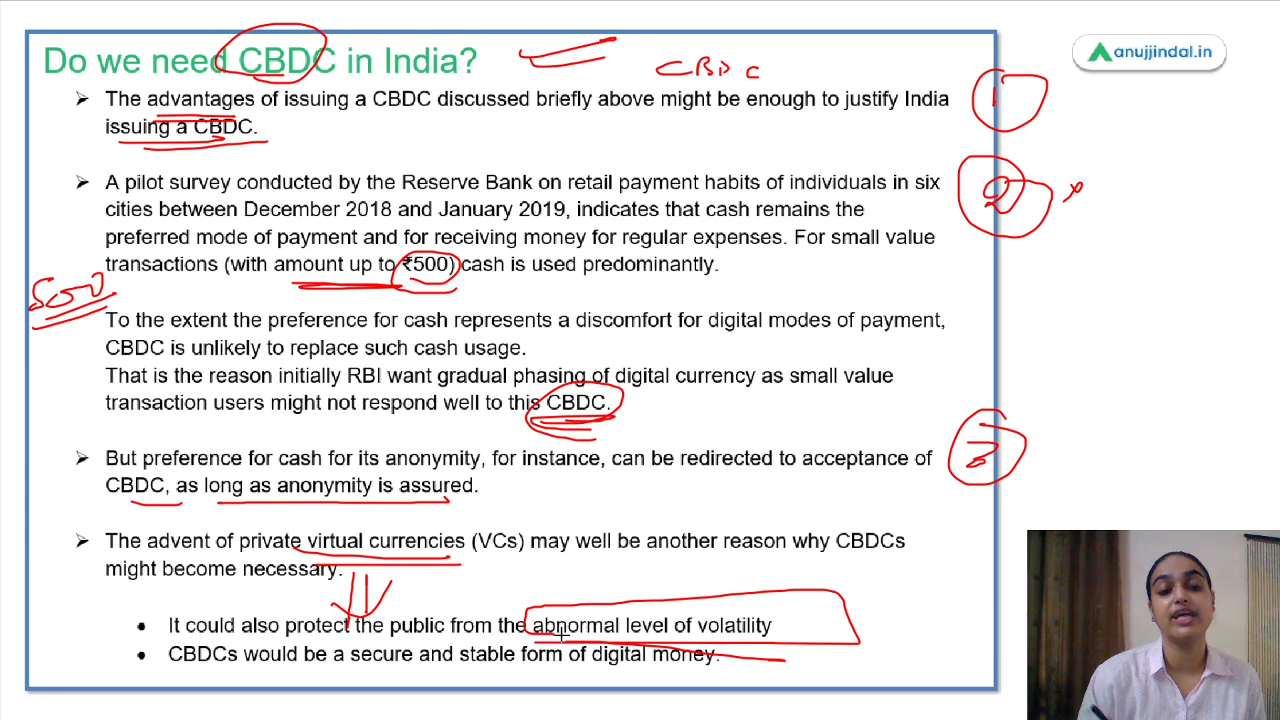 Do we need CBDC in India?
CBDC
anujjindal.in
➢ The advantages of issuing a CBDC discussed briefly above might be enough to justify India
issuing a CBDC.
1
➢ A pilot survey conducted by the Reserve Bank on retail payment habits of individuals in six
cities between December 2018 and January 2019, indicates that cash remains the
preferred mode of payment and for receiving money for regular expenses. For small value
transactions (with amount up to ₹500) cash is used predominantly.
2
500
To the extent the preference for cash represents a discomfort for digital modes of payment,
CBDC is unlikely to replace such cash usage.
That is the reason initially RBI want gradual phasing of digital currency as small value
transaction users might not respond well to this CBDC.
➢ But preference for cash for its anonymity, for instance, can be redirected to acceptance of
CBDC, as long as anonymity is assured.
3
➢ The advent of private virtual currencies (VCs) may well be another reason why CBDCs
might become necessary.
• It could also protect the public from the abnormal level of volatility
• CBDCs would be a secure and stable form of digital money.